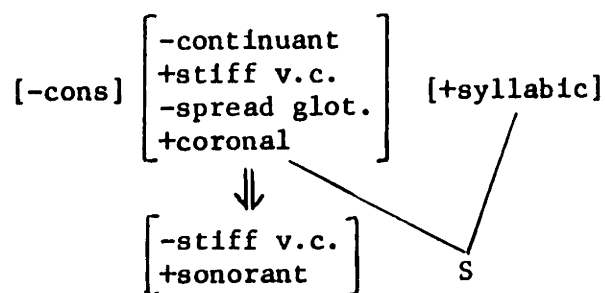 -continuant
+stiff v.c.
[-cons] -spread glot. [+syllabic]
+coronal
⇓
-stiff v.c.
+sonorant
S